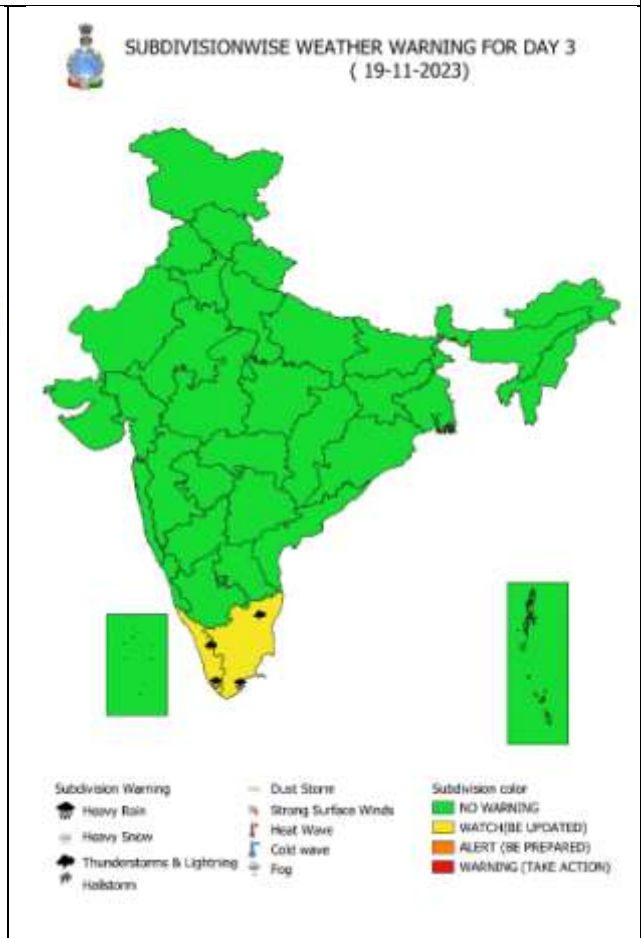 SUBDIVISIONWISE WEATHER WARNING FOR DAY 3
( 19-11-2023)
Subdivision Warning
Heavy Rain
Heavy Snow
Thunderstorms & Lightning
Hailstorm
Dust Storm
Strong Surface Winds
Heat Wave
Cold wave
Fog
Subdivision color
NO WARNING
WATCH(BE UPDATED)
ALERT (BE PREPARED)
WARNING (TAKE ACTION)